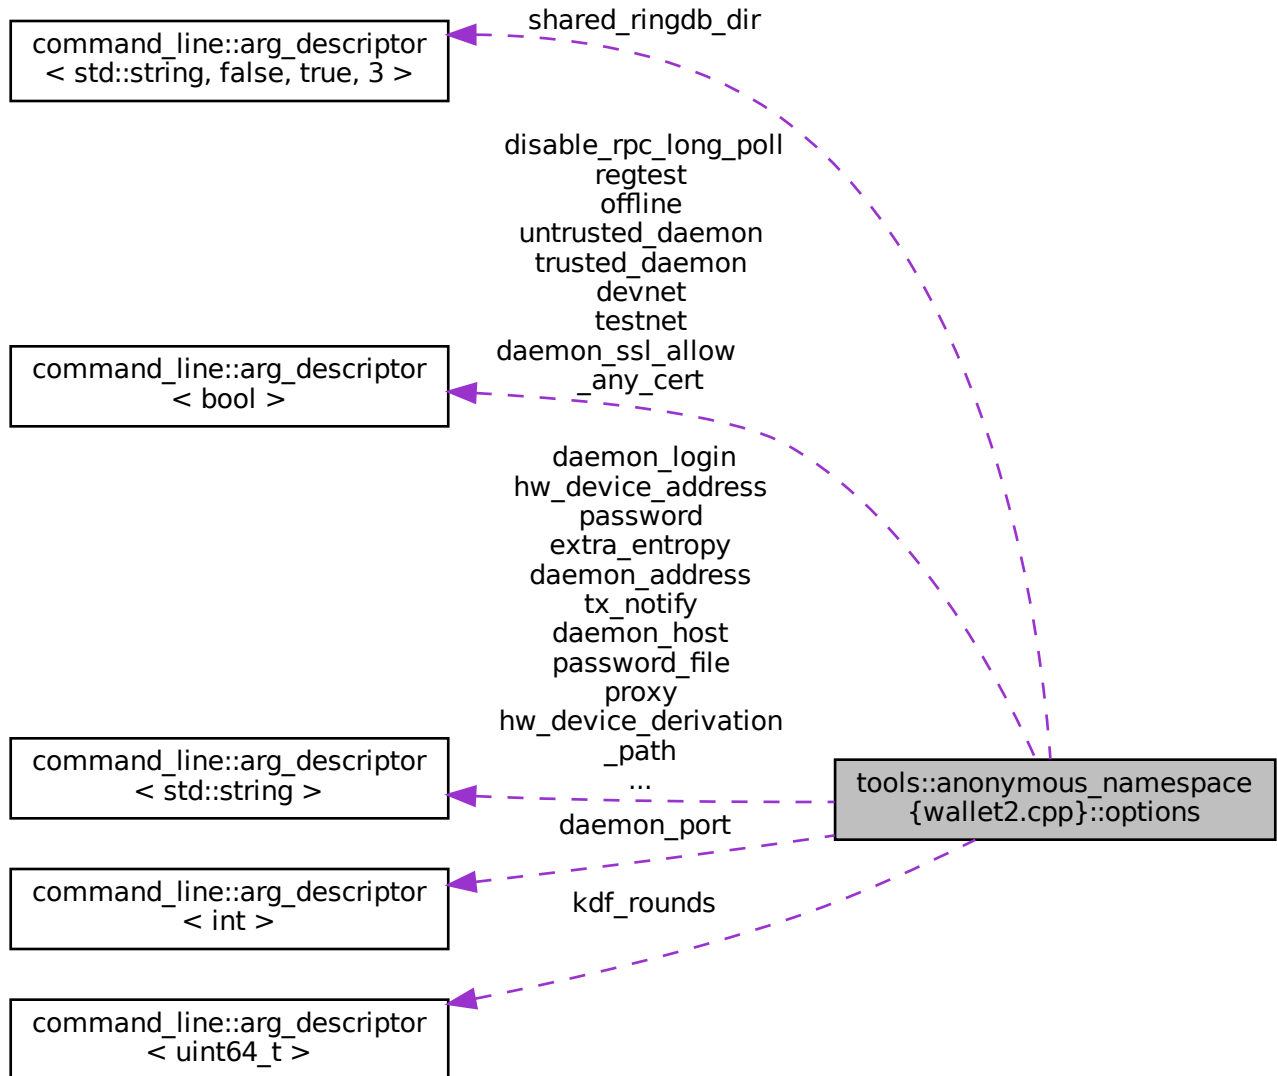 shared_ringdb_dir
command_line::arg_descriptor
< std::string, false, true, 3 >
disable_rpc_long_poll
regtest
offline
untrusted_daemon
trusted_daemon
devnet
testnet
daemon_ssl_allow
_any_cert
command_line::arg_descriptor
< bool >
daemon_login
hw_device_address
password
extra_entropy
daemon_address
tx_notify
daemon_host
password_file
proxy
hw_device_derivation
_path
...
command_line::arg_descriptor
< std::string >
tools::anonymous_namespace
{wallet2.cpp}::options
daemon_port
command_line::arg_descriptor
< int >
kdf_rounds
command_line::arg_descriptor
< uint64_t >